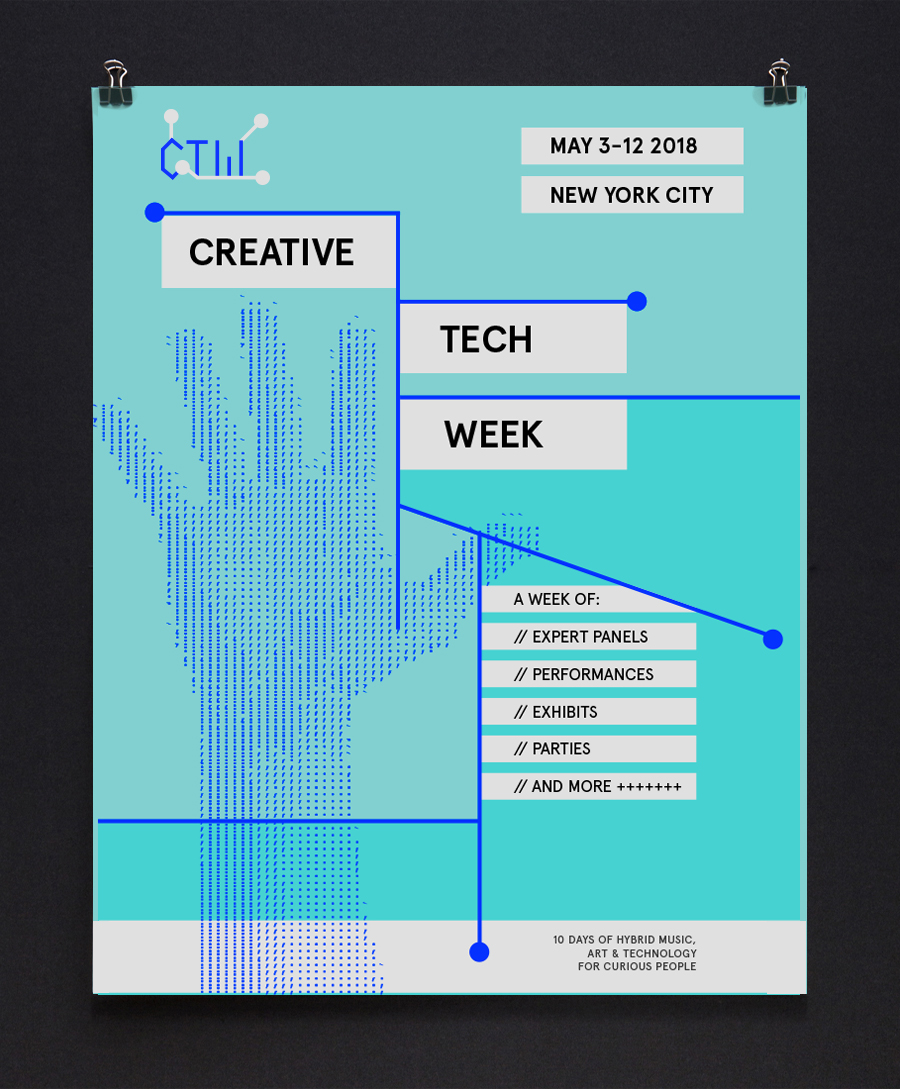 CTW
MAY 3-12 2018
NEW YORK CITY
CREATIVE
TECH
WEEK
A WEEK OF:
// EXPERT PANELS
// PERFORMANCES
// EXHIBITS
// PARTIES
// AND MORE +++++++
10 DAYS OF HYBRID MUSIC,
ART & TECHNOLOGY
FOR CURIOUS PEOPLE